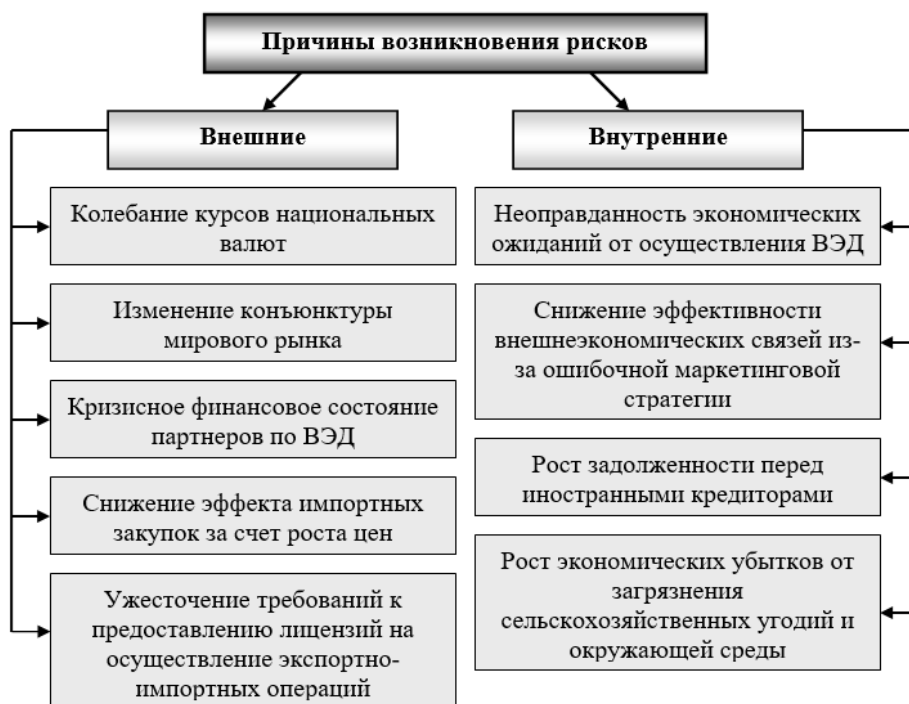 Причины возникновения рисков
Внешние
Колебание курсов национальных
валют
Изменение конъюнктуры
мирового рынка
Кризисное финансовое состояние
партнеров по ВЭД
Снижение эффекта импортных
закупок за счет роста цен
Ужесточение требований к
предоставлению лицензий на
осуществление экспортно-
импортных операций
Внутренние
Неоправданность экономических
ожиданий от осуществления ВЭД
Снижение эффективности
внешнеэкономических связей из-
за ошибочной маркетинговой
стратегии
Рост задолженности перед
иностранными кредиторами
Рост экономических убытков от
загрязнения
сельскохозяйственных угодий и
окружающей среды